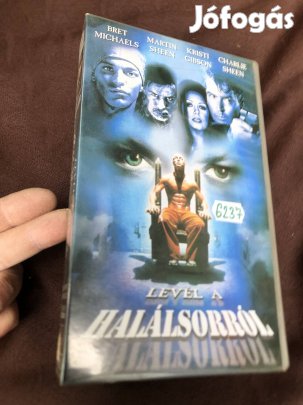 Jófogás
BRET MICHAELS
MARTIN SHEEN
KRISTI GIBSON
CHARLIE SHEEN
6237
LEVÉL A
HALÁLSORRÓL